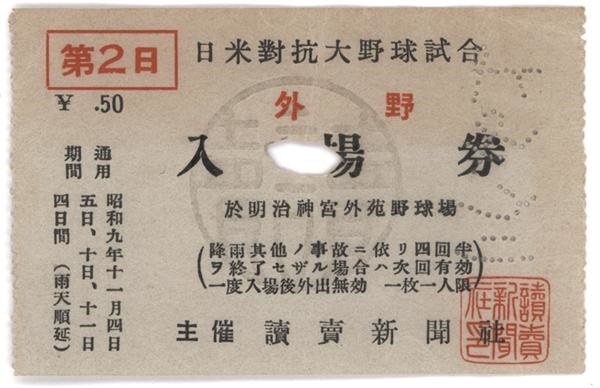 第2日
日米對抗大野球試合
¥ .50
外野
入場券
於明治神宮外苑野球場
(降雨其他ノ事故ニ依リ四回半
ヲ終了セザル場合ハ次回有効
一度入場後外出無効 一枚一人限)
通用期間
昭和九年十一月四日
五日、十日、十一日
四日間(雨天順延)
主催 讀賣新聞社
讀賣
新聞